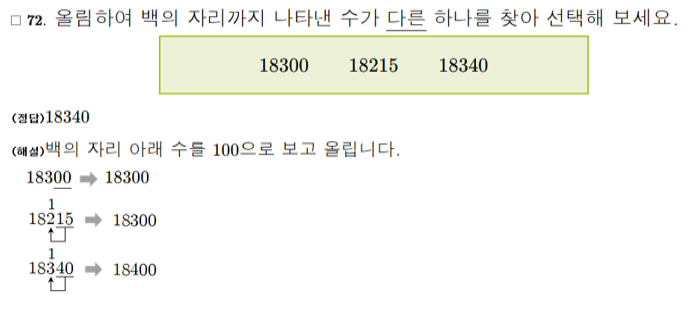 □ 72. 올림하여 백의 자리까지 나타낸 수가 다른 하나를 찾아 선택해 보세요.
18300 18215 18340
(정답)18340
(해설)백의 자리 아래 수를 100으로 보고 올립니다.
18300 ➡ 18300
1
18215 ➡ 18300
1
18340 ➡ 18400